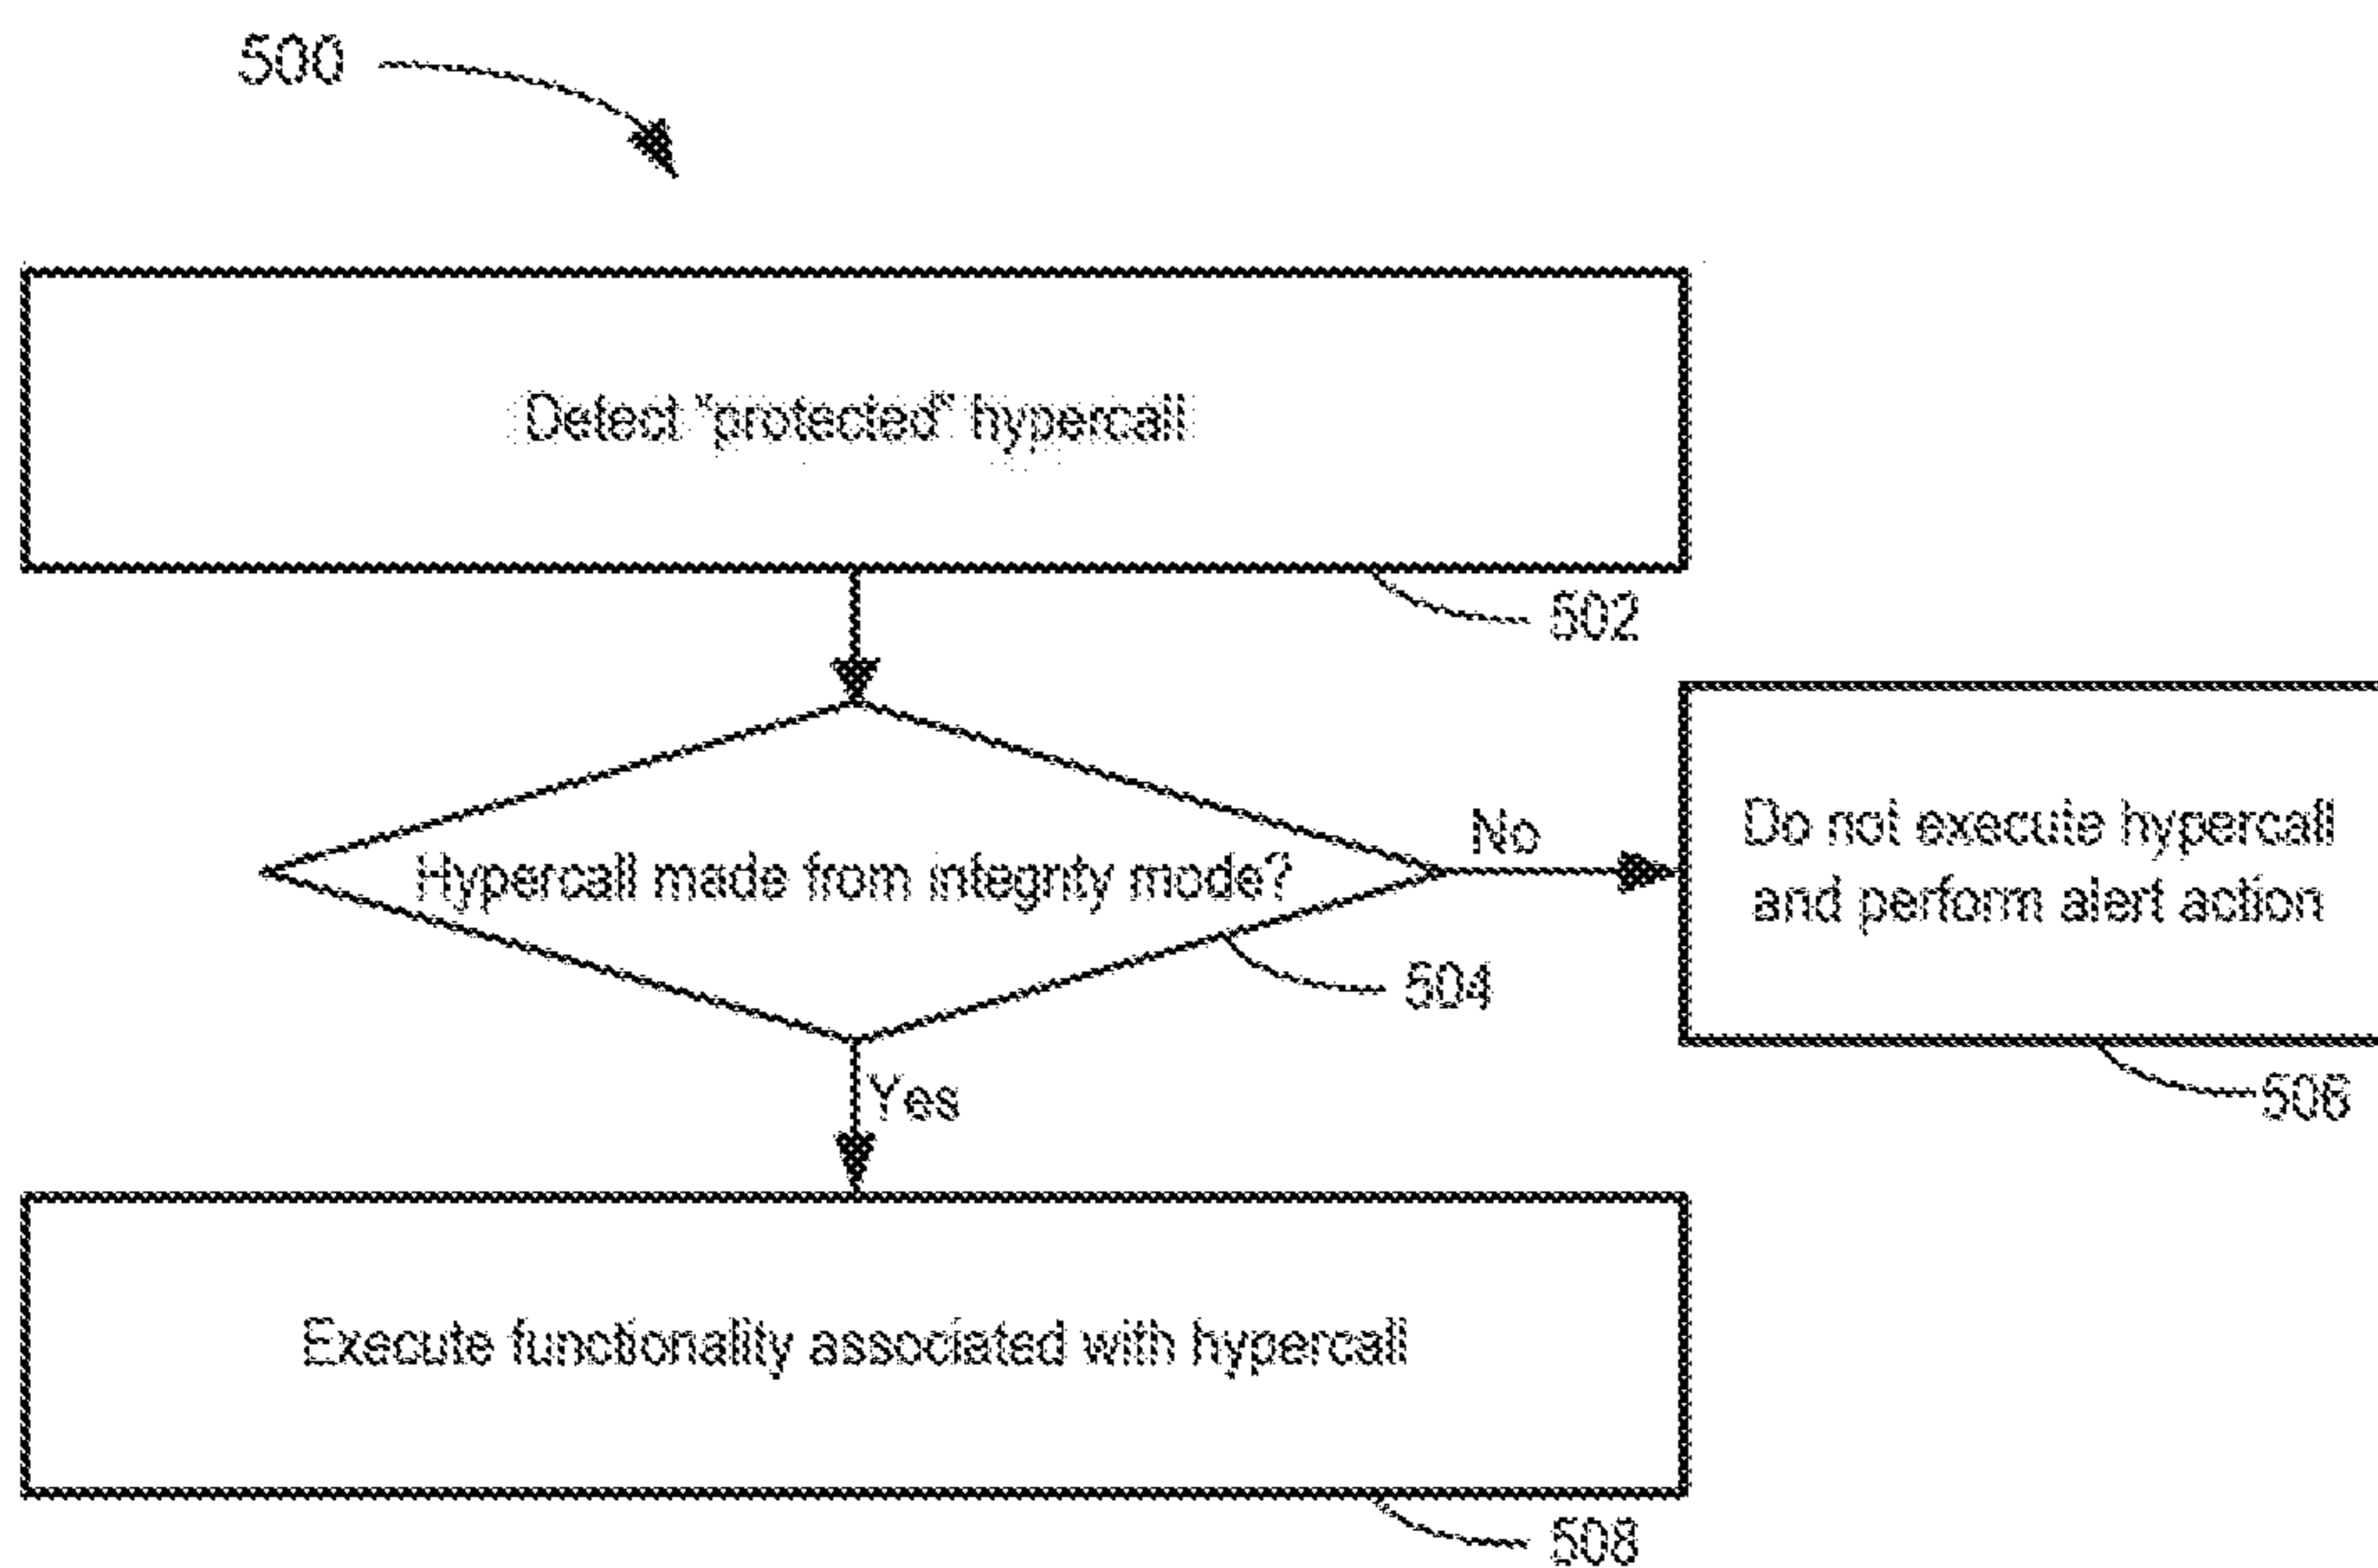 500
Detect "protected" hypercall
502
Hypercall made from integrity mode?
No
Do not execute hypercall
and perform alert action
504
506
Yes
Execute functionality associated with hypercall
508